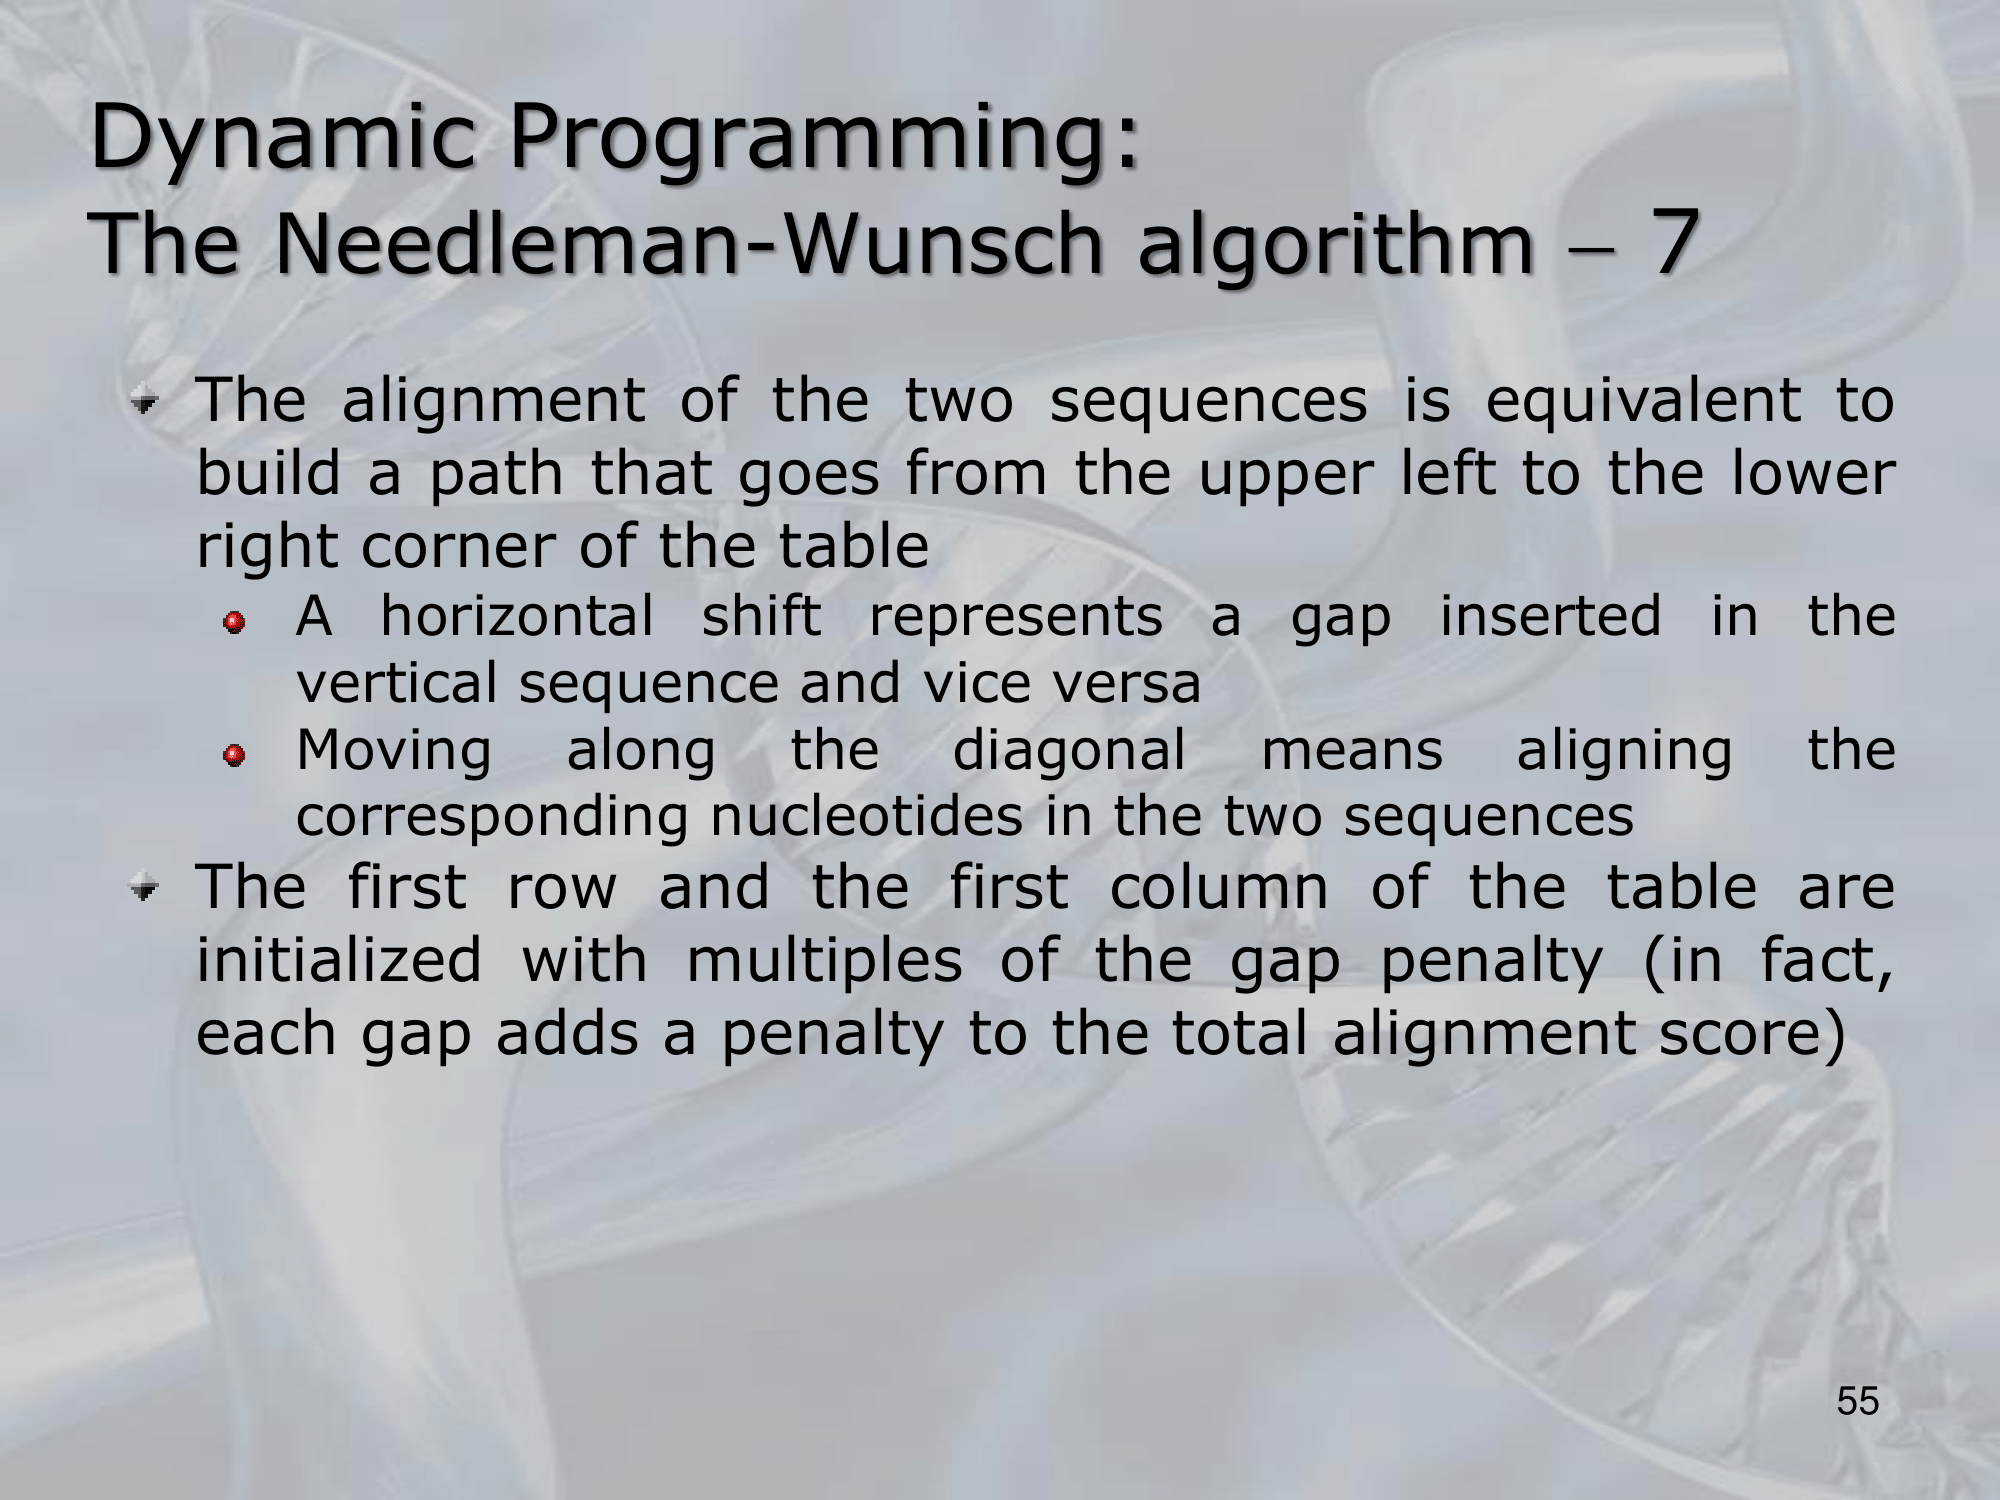 Dynamic Programming:
The Needleman-Wunsch algorithm – 7
The alignment of the two sequences is equivalent to
build a path that goes from the upper left to the lower
right corner of the table
A horizontal shift represents a gap inserted in the
vertical sequence and vice versa
Moving along the diagonal means aligning the
corresponding nucleotides in the two sequences
The first row and the first column of the table are
initialized with multiples of the gap penalty (in fact,
each gap adds a penalty to the total alignment score)
55